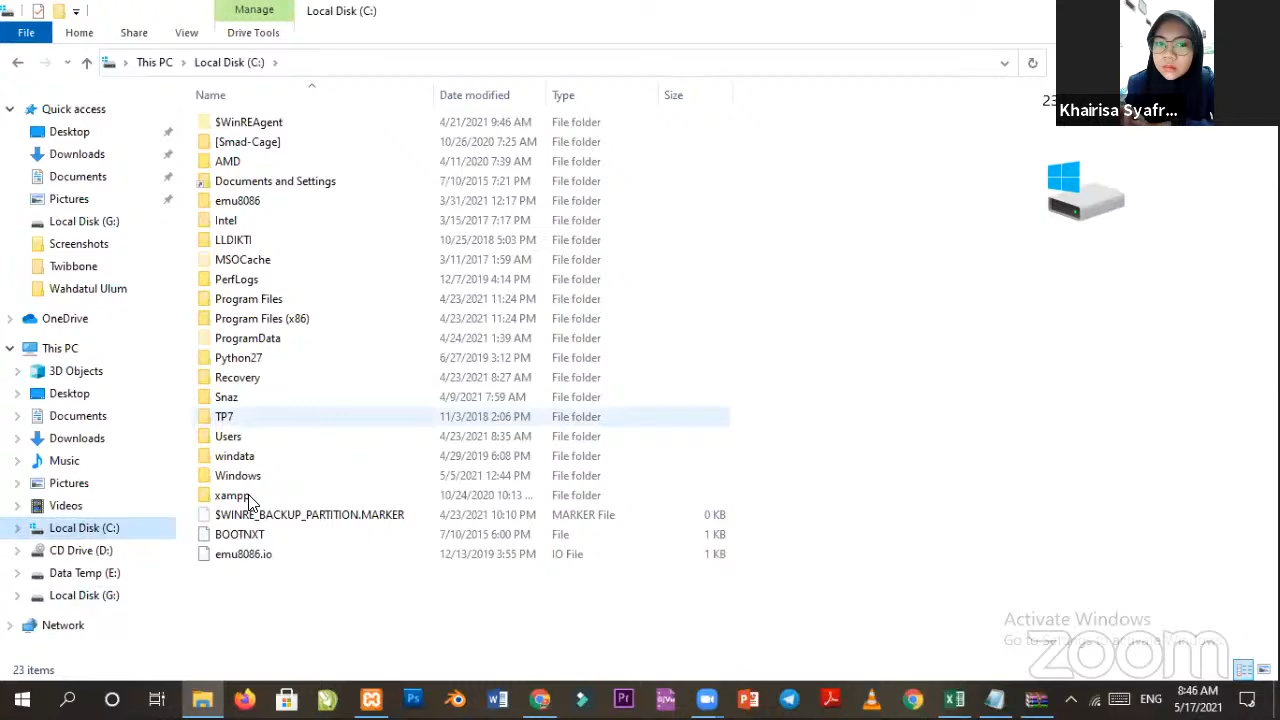 Manage
Local Disk (C:)
File
Home
Share
View
Drive Tools
This PC
Local Disk (C:)
Name
Date modified
Type
Size
Quick access
Desktop
Downloads
Documents
Pictures
Local Disk (G:)
Screenshots
Twibbone
Wahdatul Ulum
OneDrive
This PC
3D Objects
Desktop
Documents
Downloads
Music
Pictures
Videos
Local Disk (C:)
CD Drive (D:)
Data Temp (E:)
Local Disk (G:)
Network
$WinREAgent 4/21/2021 9:46 AM File folder
[Smad-Cage] 10/26/2020 7:25 AM File folder
AMD 4/11/2020 7:39 AM File folder
Documents and Settings 7/10/2015 7:21 PM File folder
emu8086 3/31/2021 12:17 PM File folder
Intel 3/15/2017 7:17 PM File folder
LLDIKTI 10/25/2018 5:03 PM File folder
MSOCache 3/11/2017 1:59 AM File folder
PerfLogs 12/7/2019 4:14 PM File folder
Program Files 4/23/2021 11:24 PM File folder
Program Files (x86) 4/23/2021 11:24 PM File folder
ProgramData 4/24/2021 1:39 AM File folder
Python27 6/27/2019 3:12 PM File folder
Recovery 4/23/2021 8:27 AM File folder
Snaz 4/9/2021 7:59 AM File folder
TP7 11/3/2018 2:06 PM File folder
Users 4/23/2021 8:35 AM File folder
windata 4/29/2019 6:08 PM File folder
Windows 5/5/2021 12:44 PM File folder
xampp 10/24/2020 10:13 ... File folder
$WINRE_BACKUP_PARTITION.MARKER 4/23/2021 10:10 PM MARKER File 0 KB
BOOTNXT 7/10/2015 6:00 PM File 1 KB
emu8086.io 12/13/2019 3:55 PM IO File 1 KB
23
Khairisa Syafr...
Activate Windows
zoom
23 items
ENG
8:46 AM
5/17/2021